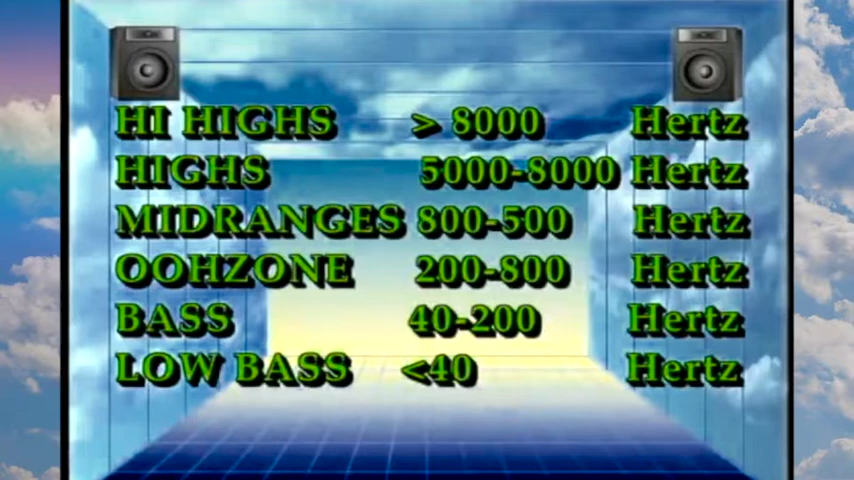 HI HIGHS > 8000 Hertz
HIGHS 5000-8000 Hertz
MIDRANGES 800-500 Hertz
OOHZONE 200-800 Hertz
BASS 40-200 Hertz
LOW BASS <40 Hertz